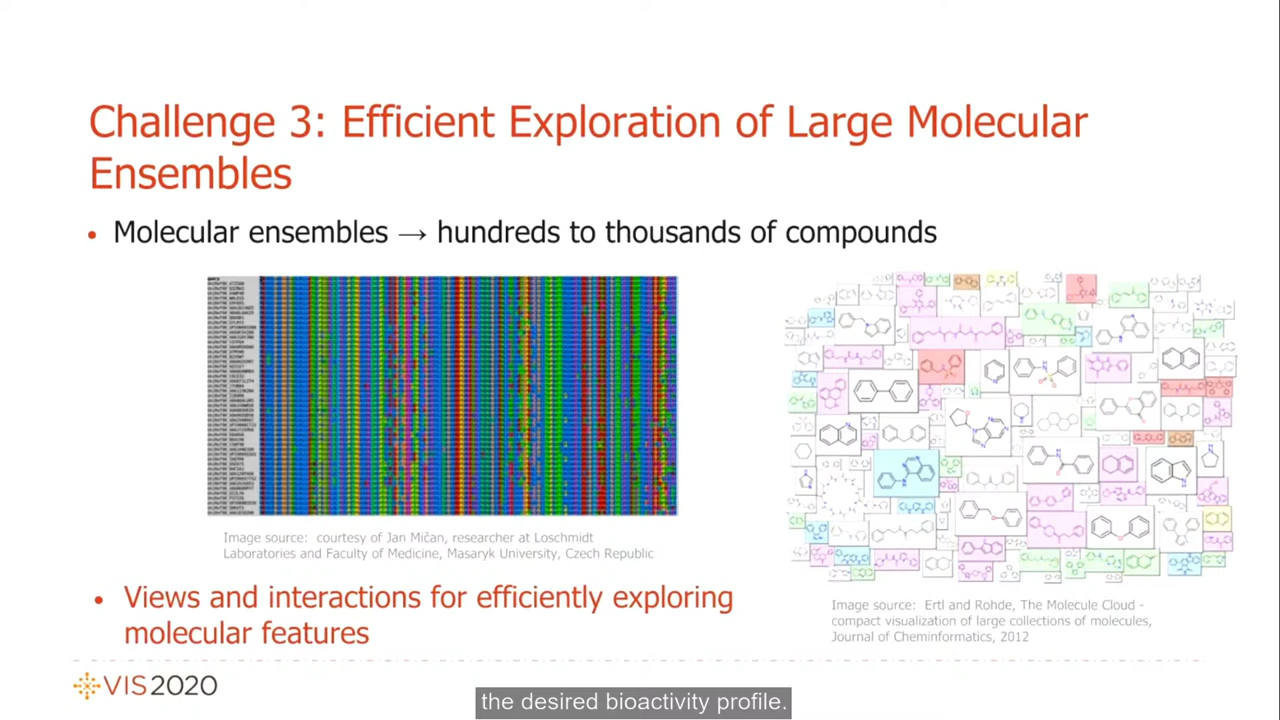 Challenge 3: Efficient Exploration of Large Molecular
Ensembles
• Molecular ensembles → hundreds to thousands of compounds
Image source: courtesy of Jan Mičan, researcher at Loschmidt
Laboratories and Faculty of Medicine, Masaryk University, Czech Republic
Image source: Ertl and Rohde, The Molecule Cloud -
compact visualization of large collections of molecules,
Journal of Cheminformatics, 2012
• Views and interactions for efficiently exploring
molecular features
VIS2020
the desired bioactivity profile.